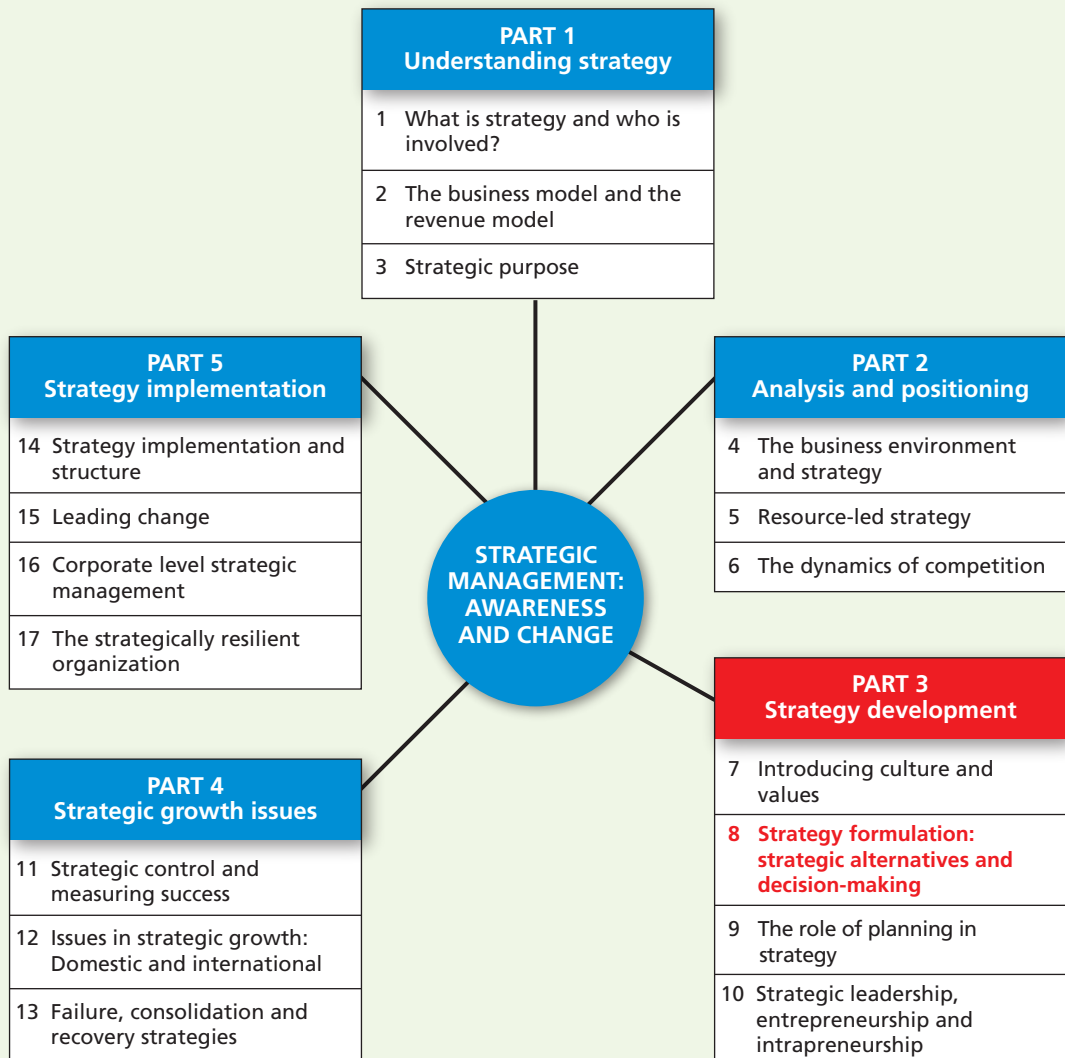 PART 1
Understanding strategy
1 What is strategy and who is
involved?
2 The business model and the
revenue model
3 Strategic purpose
PART 5
Strategy implementation
14 Strategy implementation and
structure
15 Leading change
16 Corporate level strategic
management
17 The strategically resilient
organization
PART 2
Analysis and positioning
4 The business environment
and strategy
5 Resource-led strategy
6 The dynamics of competition
STRATEGIC
MANAGEMENT:
AWARENESS
AND CHANGE
PART 3
Strategy development
7 Introducing culture and
values
8 Strategy formulation:
strategic alternatives and
decision-making
9 The role of planning in
strategy
10 Strategic leadership,
entrepreneurship and
intrapreneurship
PART 4
Strategic growth issues
11 Strategic control and
measuring success
12 Issues in strategic growth:
Domestic and international
13 Failure, consolidation and
recovery strategies